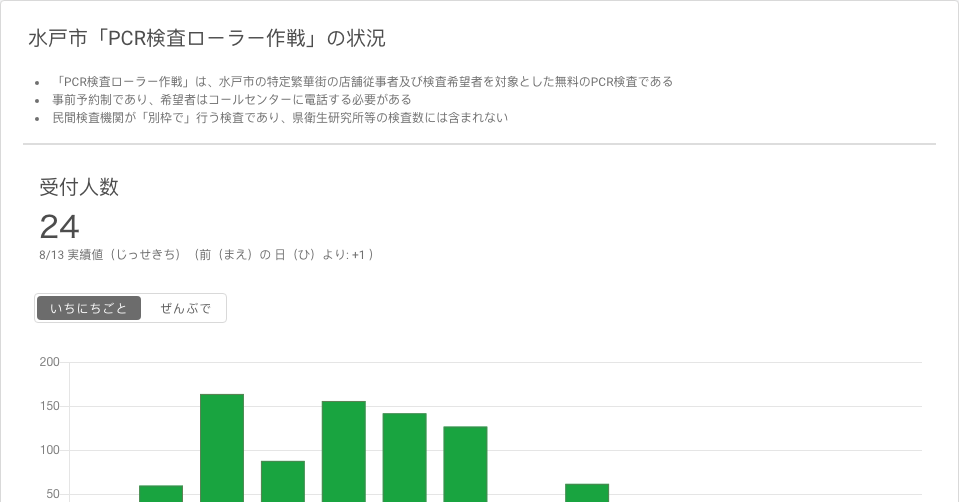 水戸市「PCR検査ローラー作戦」の状況
「PCR検査ローラー作戦」は、水戸市の特定繁華街の店舗従事者及び検査希望者を対象とした無料のPCR検査である
事前予約制であり、希望者はコールセンターに電話する必要がある
民間検査機関が「別枠で」行う検査であり、県衛生研究所等の検査数には含まれない
受付人数
24
8/13 実績値（じっせきち）（前（まえ）の 日（ひ）より: +1 ）
いちにちごと ぜんぶで
200
150
100
50